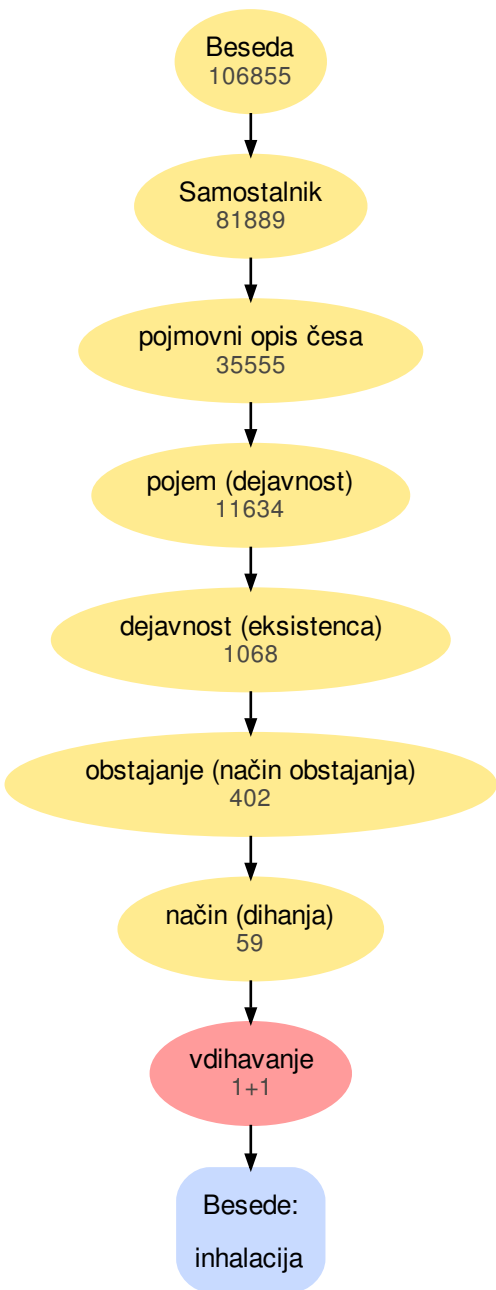 Beseda
106855
Samostalnik
81889
pojmovni opis česa
35555
pojem (dejavnost)
11634
dejavnost (eksistenca)
1068
obstajanje (način obstajanja)
402
način (dihanja)
59
vdihavanje
1+1
Besede:
inhalacija